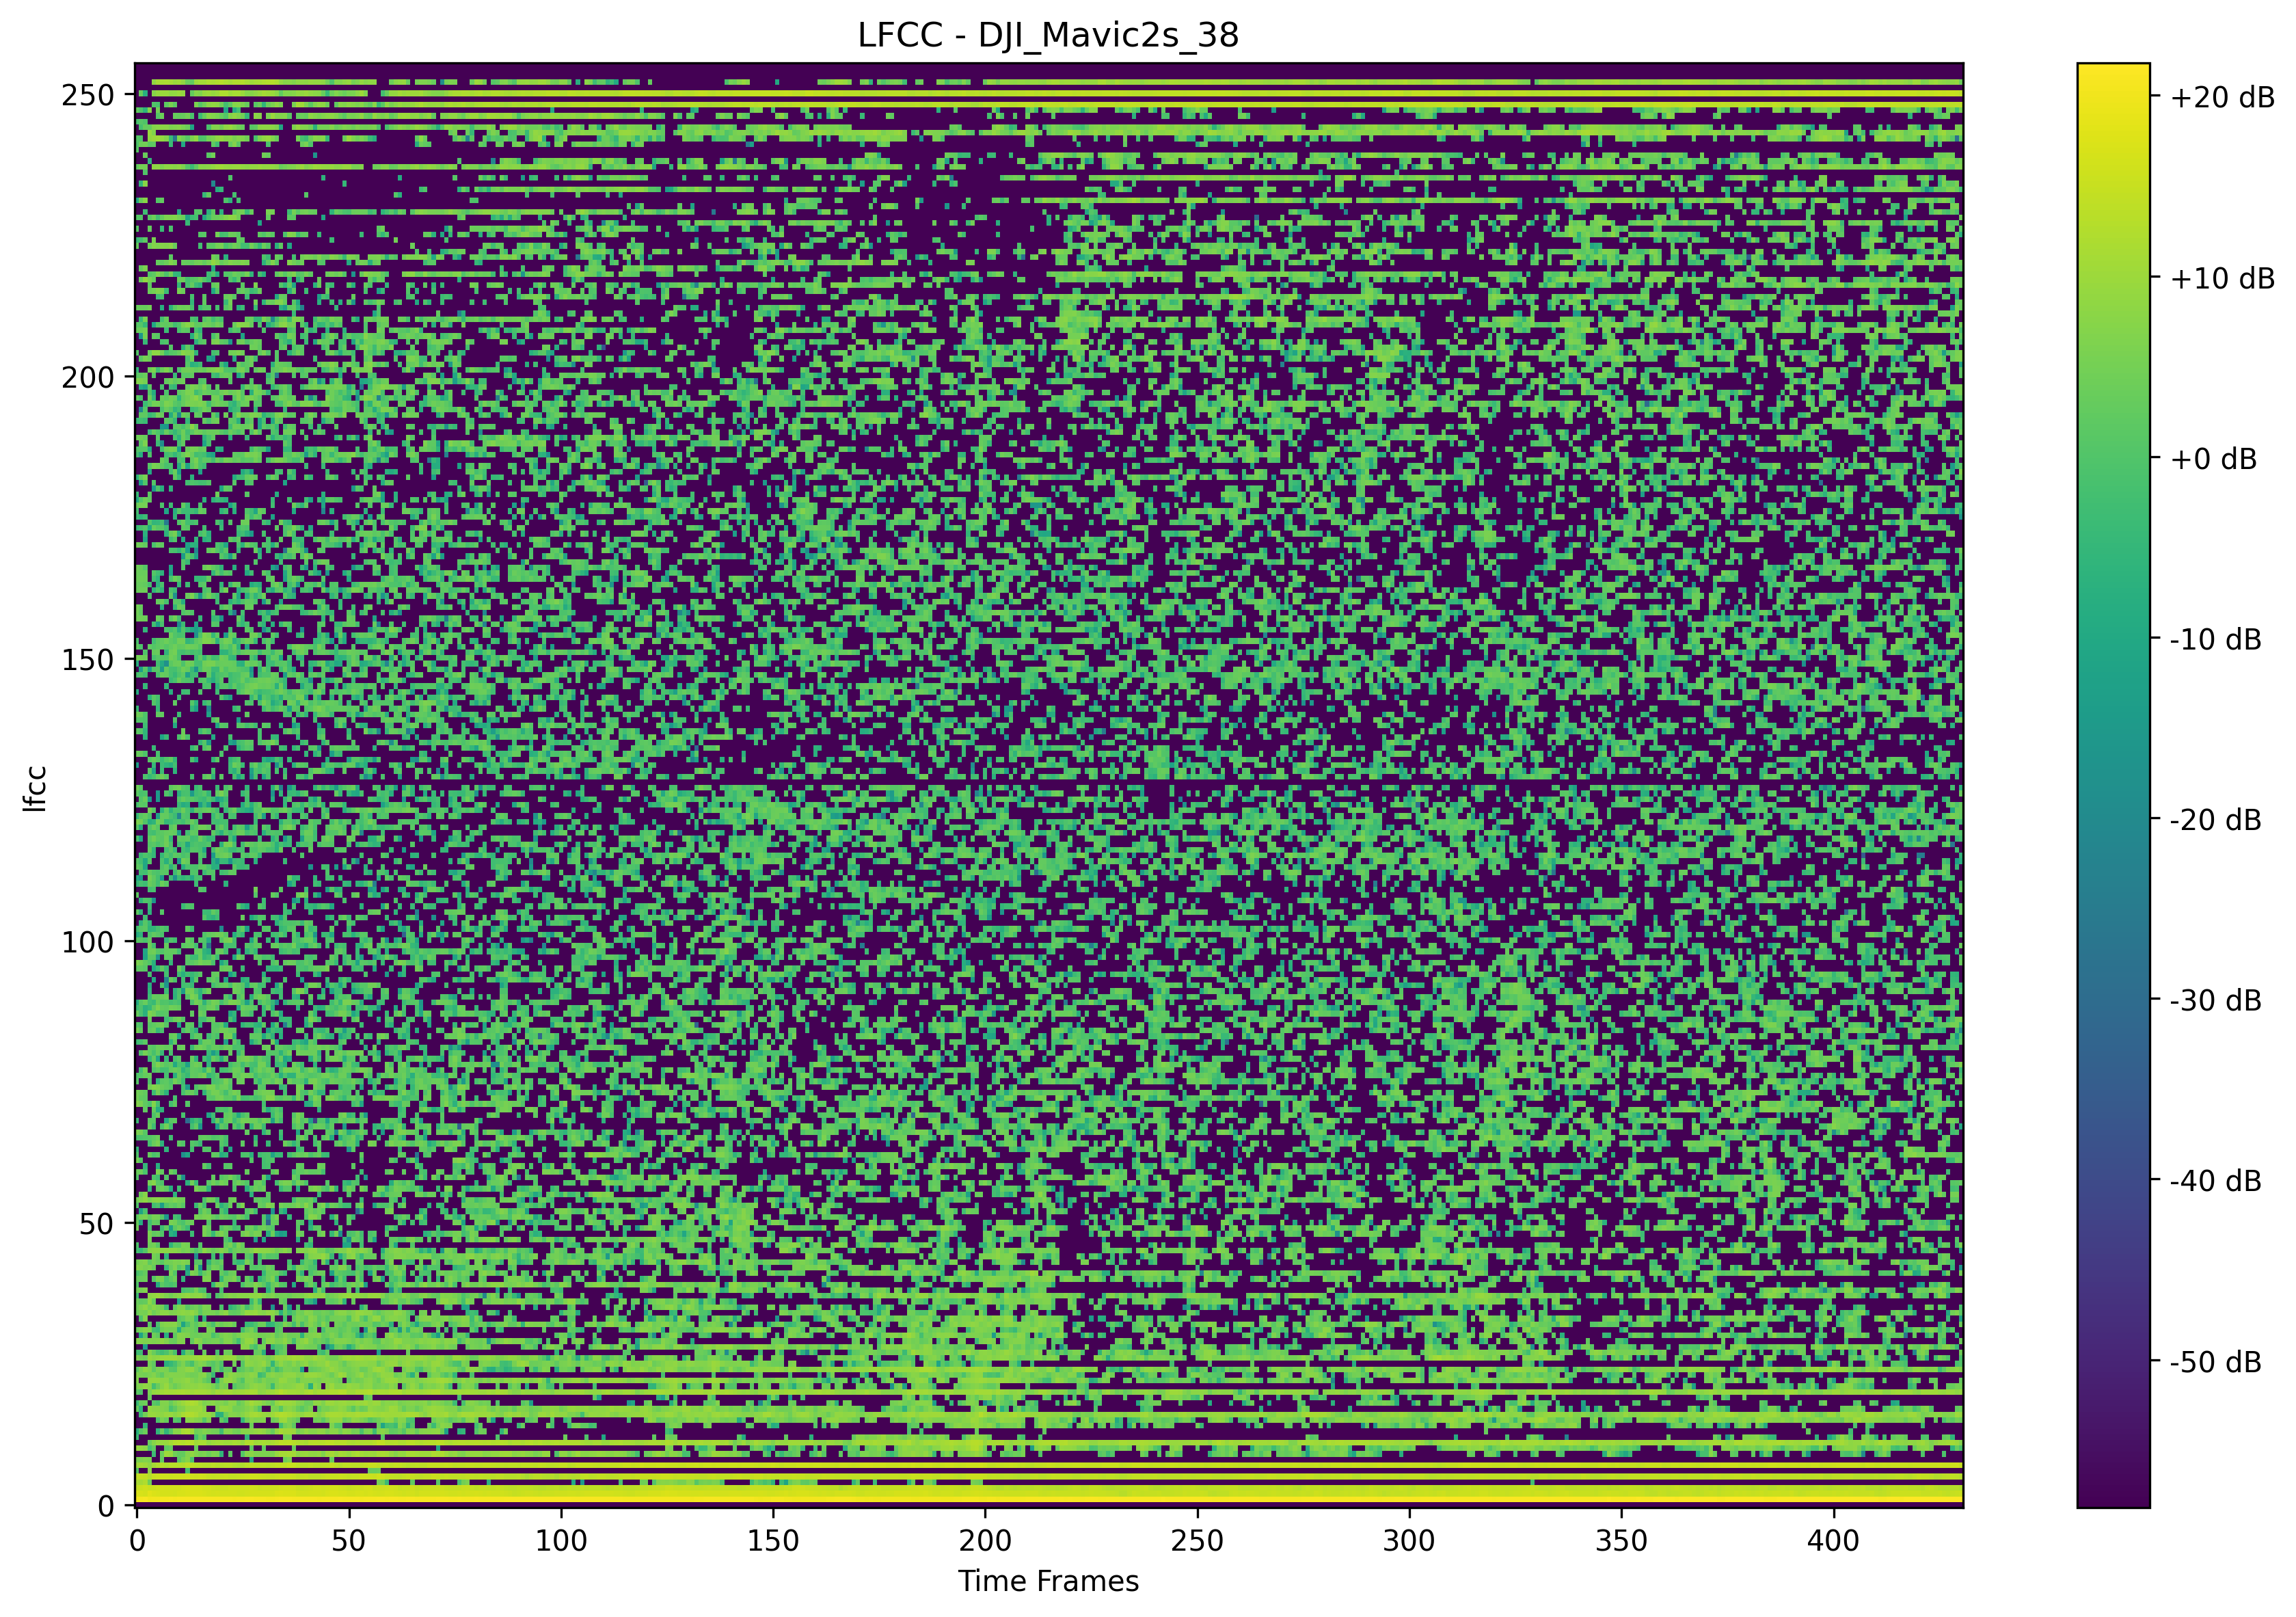 LFCC - DJI_Mavic2s_38
250
200
150
100
50
0
lfcc
0 50 100 150 200 250 300 350 400
Time Frames
+20 dB
+10 dB
+0 dB
-10 dB
-20 dB
-30 dB
-40 dB
-50 dB